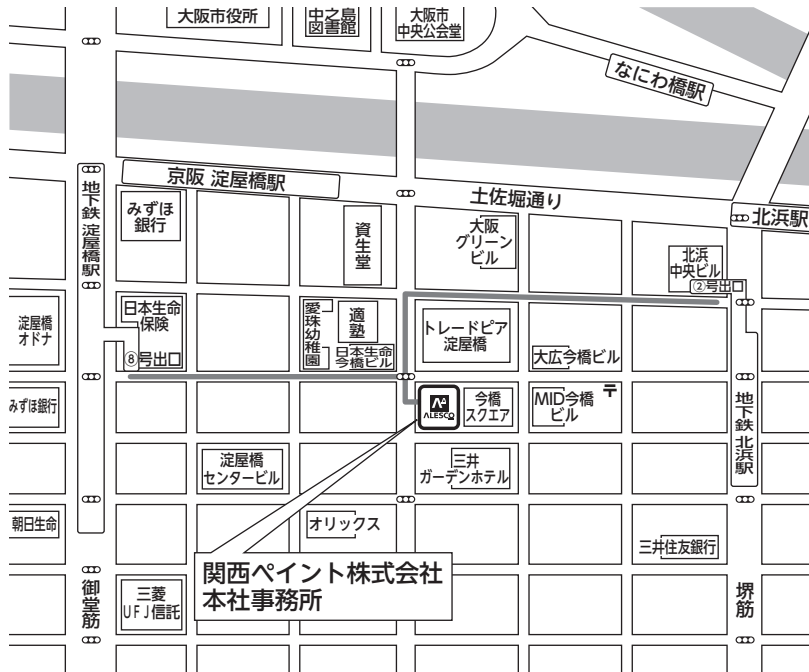 大阪市役所
中之島
図書館
大阪市
中央公会堂
なにわ橋駅
京阪 淀屋橋駅
土佐堀通り
北浜駅
地下鉄 淀屋橋駅
みずほ
銀行
資生堂
大阪
グリーン
ビル
北浜
中央ビル
②号出口
淀屋橋
オドナ
日本生命
保険
⑧号出口
愛珠幼稚園
適塾
日本生命
今橋ビル
トレードピア
淀屋橋
大広今橋ビル
みずほ銀行
ALESCO
今橋
スクエア
MID今橋
ビル
〒
地下鉄 北浜駅
淀屋橋
センタービル
三井
ガーデンホテル
朝日生命
オリックス
三井住友銀行
関西ペイント株式会社
本社事務所
御堂筋
三菱
UFJ信託
堺筋